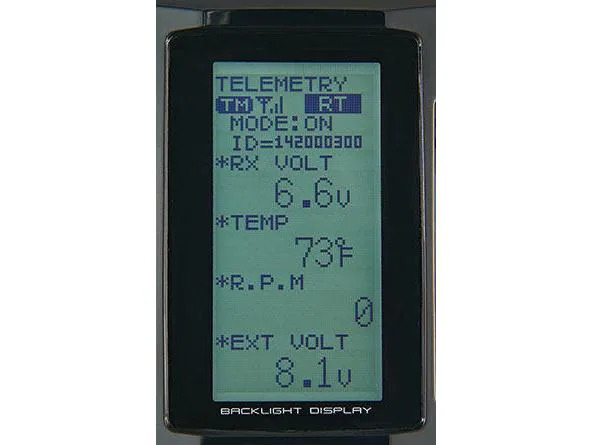 TELEMETRY
TM RT
MODE:ON
ID=142000300
*RX VOLT
6.6v
*TEMP
73°F
*R.P.M
0
*EXT VOLT
8.1v
BACKLIGHT DISPLAY